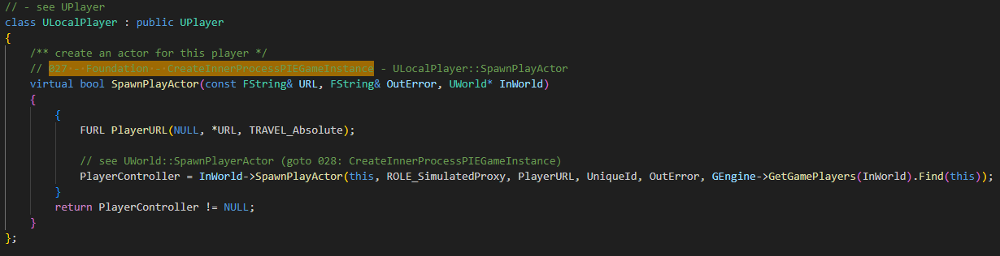 // - see UPlayer
class ULocalPlayer : public UPlayer
{
    /** create an actor for this player */
    // 027 - Foundation - CreateInnerProcessPIEGameInstance - ULocalPlayer::SpawnPlayActor
    virtual bool SpawnPlayActor(const FString& URL, FString& OutError, UWorld* InWorld)
    {
        {
            FURL PlayerURL(NULL, *URL, TRAVEL_Absolute);

            // see UWorld::SpawnPlayerActor (goto 028: CreateInnerProcessPIEGameInstance)
            PlayerController = InWorld->SpawnPlayActor(this, ROLE_SimulatedProxy, PlayerURL, UniqueId, OutError, GEngine->GetGamePlayers(InWorld).Find(this));
        }
        return PlayerController != NULL;
    }
};